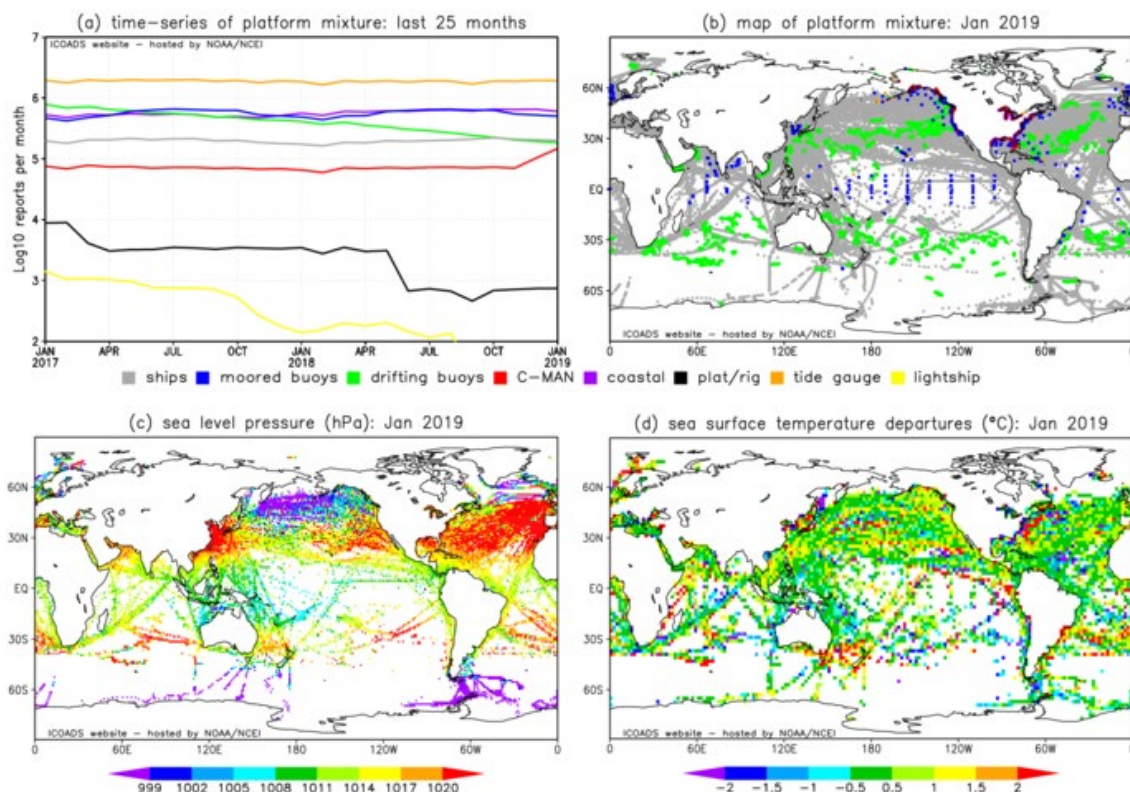 (a) time-series of platform mixture: last 25 months
ICOADS website - hosted by NOAA/NCEI
Log10 reports per month
7
6
5
4
3
2
JAN 2017
APR
JUL
OCT
JAN 2018
APR
JUL
OCT
JAN 2019
(b) map of platform mixture: Jan 2019
60N
30N
EQ
30S
60S
ICOADS website - hosted by NOAA/NCEI
0
60E
120E
180
120W
60W
0
ships
moored buoys
drifting buoys
C-MAN
coastal
plat/rig
tide gauge
lightship
(c) sea level pressure (hPa): Jan 2019
60N
30N
EQ
30S
60S
ICOADS website - hosted by NOAA/NCEI
0
60E
120E
180
120W
60W
0
999
1002
1005
1008
1011
1014
1017
1020
(d) sea surface temperature departures (°C): Jan 2019
60N
30N
EQ
30S
60S
ICOADS website - hosted by NOAA/NCEI
0
60E
120E
180
120W
60W
0
-2
-1.5
-1
-0.5
0.5
1
1.5
2